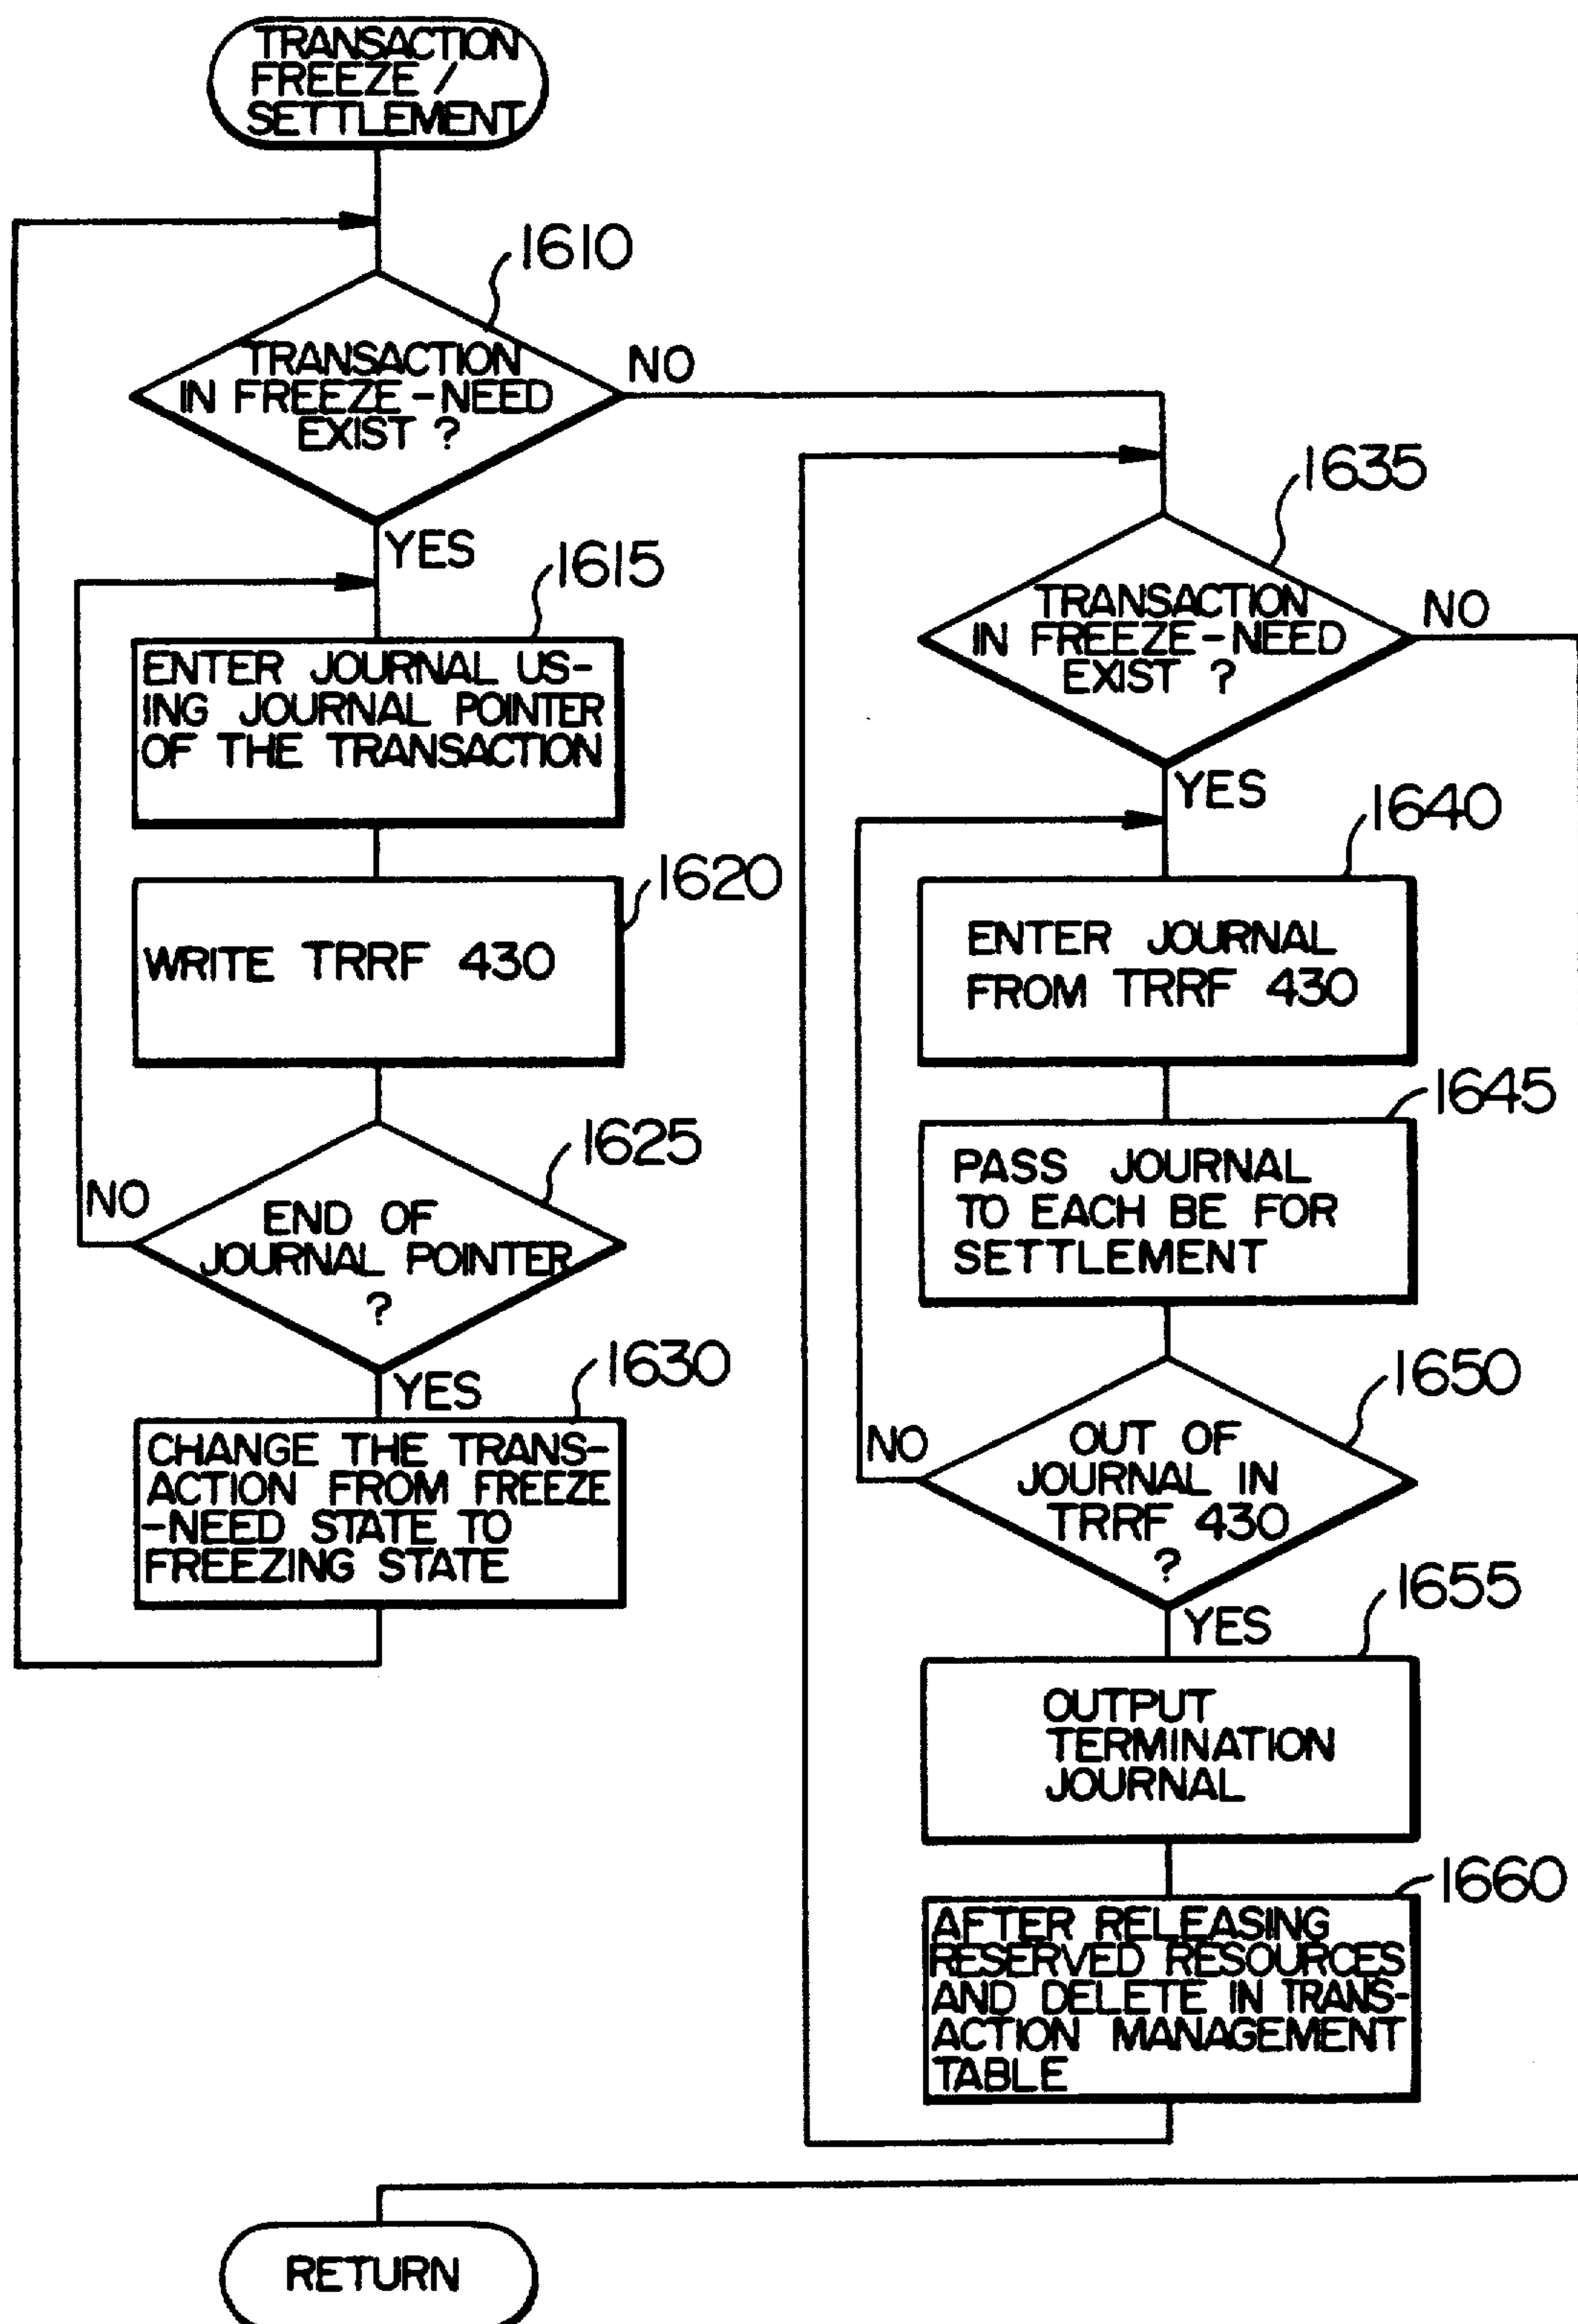 TRANSACTION
FREEZE /
SETTLEMENT
1610
TRANSACTION
IN FREEZE-NEED
EXIST ?
NO
YES
1615
ENTER JOURNAL US-
ING JOURNAL POINTER
OF THE TRANSACTION
1620
WRITE TRRF 430
1625
END OF
JOURNAL POINTER
?
NO
YES
1630
CHANGE THE TRANS-
ACTION FROM FREEZE
-NEED STATE TO
FREEZING STATE
1635
TRANSACTION
IN FREEZE-NEED
EXIST ?
NO
YES
1640
ENTER JOURNAL
FROM TRRF 430
1645
PASS JOURNAL
TO EACH BE FOR
SETTLEMENT
1650
OUT OF
JOURNAL IN
TRRF 430
?
NO
YES
1655
OUTPUT
TERMINATION
JOURNAL
1660
AFTER RELEASING
RESERVED RESOURCES
AND DELETE IN TRANS-
ACTION MANAGEMENT
TABLE
RETURN